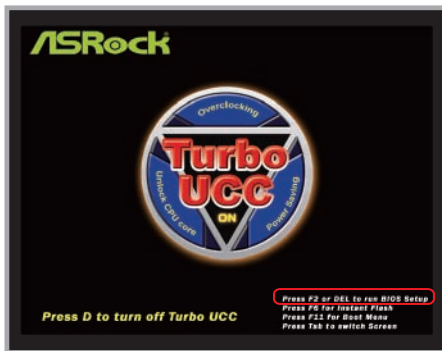 ASRock
Overclocking
Turbo
UCC
ON
Unlock CPU core
Power Saving
Press F2 or DEL to run BIOS Setup
Press F6 for Instant Flash
Press F11 for Boot Menu
Press Tab to switch Screen
Press D to turn off Turbo UCC